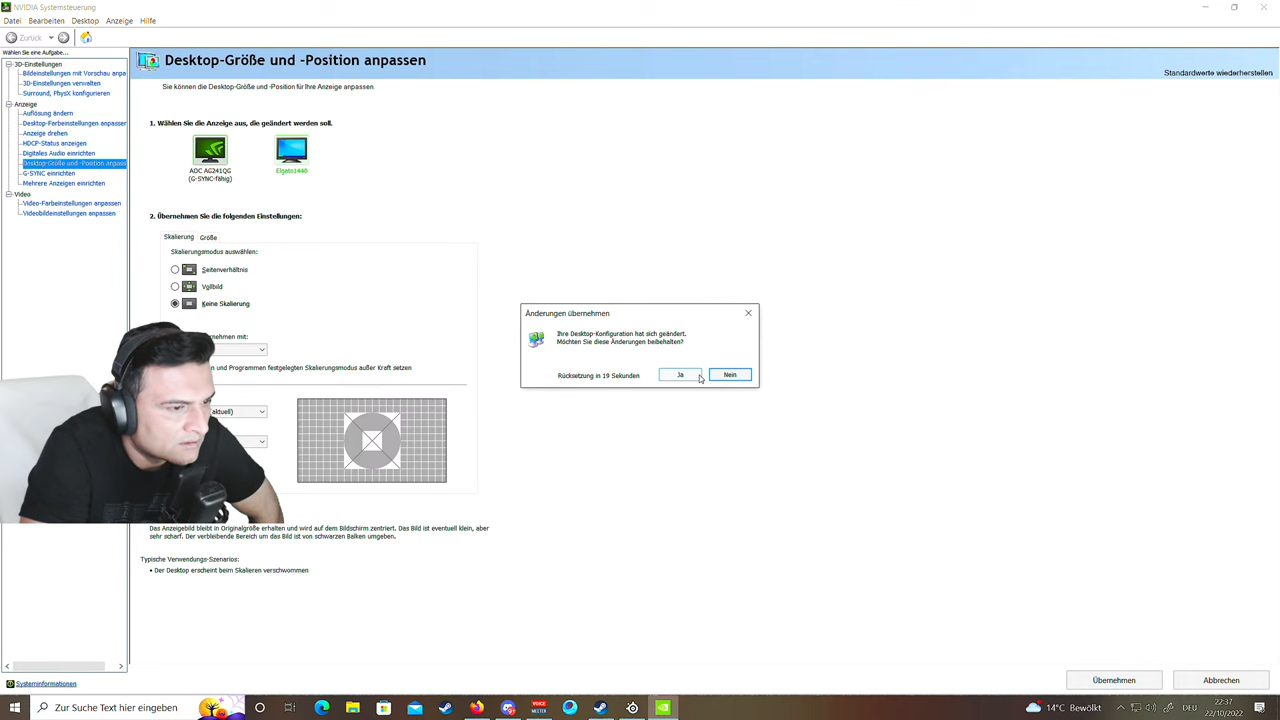 NVIDIA Systemsteuerung
Datei Bearbeiten Desktop Anzeige Hilfe
Zurück
Wählen Sie eine Aufgabe...
3D-Einstellungen
Bildeinstellungen mit Vorschau anpa
3D-Einstellungen verwalten
Surround, PhysX konfigurieren
Anzeige
Auflösung ändern
Desktop-Farbeinstellungen anpassen
Anzeige drehen
HDCP-Status anzeigen
Digitales Audio einrichten
Desktop-Größe und -Position anpass
G-SYNC einrichten
Mehrere Anzeigen einrichten
Video
Video-Farbeinstellungen anpassen
Videobildeinstellungen anpassen
Systeminformationen
Desktop-Größe und -Position anpassen
Standardwerte wiederherstellen
Sie können die Desktop-Größe und -Position für Ihre Anzeige anpassen.
1. Wählen Sie die Anzeige aus, die geändert werden soll.
AOC AG241QG
(G-SYNC-fähig)
Elgato1440
2. Übernehmen Sie die folgenden Einstellungen:
Skalierung Größe
Skalierungsmodus auswählen:
Seitenverhältnis
Vollbild
Keine Skalierung
rnehmen mit:
n und Programmen festgelegten Skalierungsmodus außer Kraft setzen
(aktuell)
Das Anzeigebild bleibt in Originalgröße erhalten und wird auf dem Bildschirm zentriert. Das Bild ist eventuell klein, aber
sehr scharf. Der verbleibende Bereich um das Bild ist von schwarzen Balken umgeben.
Typische Verwendungs-Szenarios:
• Der Desktop erscheint beim Skalieren verschwommen
Änderungen übernehmen
Ihre Desktop-Konfiguration hat sich geändert.
Möchten Sie diese Änderungen beibehalten?
Rücksetzung in 19 Sekunden Ja Nein
Übernehmen Abbrechen
Zur Suche Text hier eingeben
VOICE
MEETER
14°C Bewölkt
22:37
22/10/2022